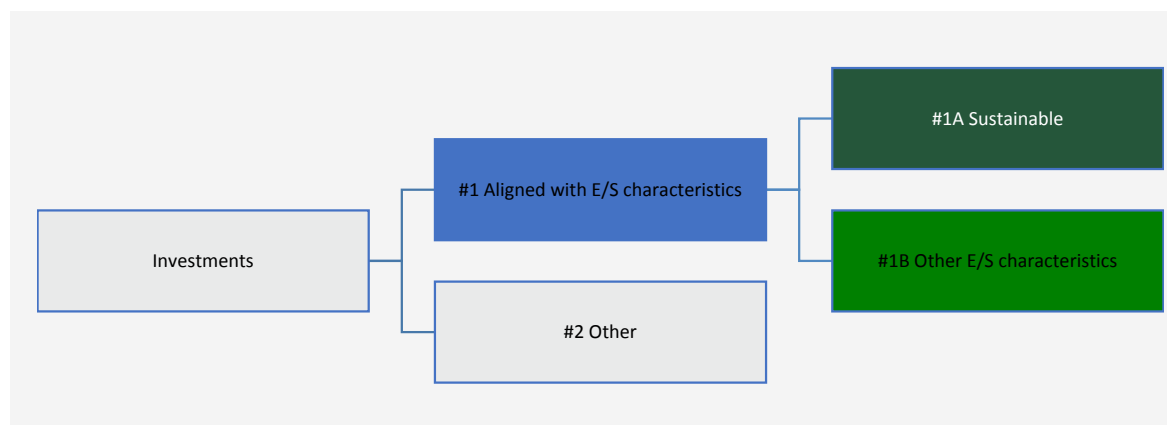 Investments
#1 Aligned with E/S characteristics
#2 Other
#1A Sustainable
#1B Other E/S characteristics